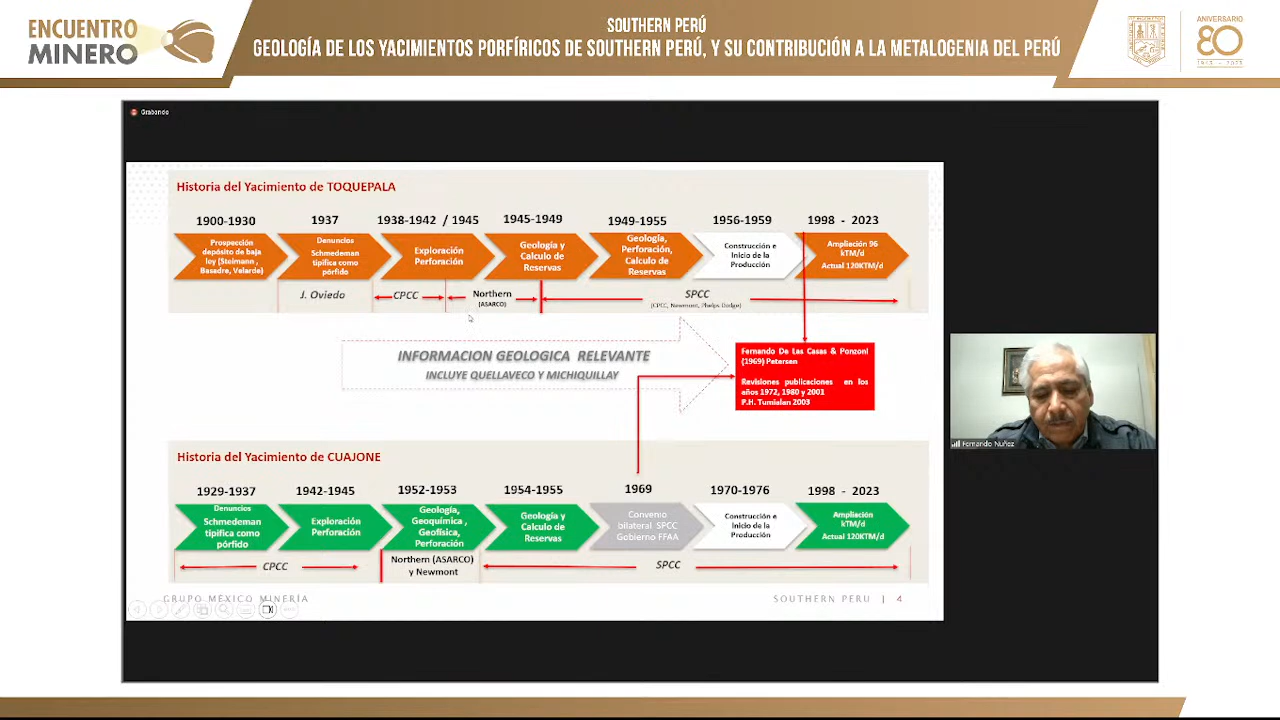 ENCUENTRO
MINERO
SOUTHERN PERÚ
GEOLOGÍA DE LOS YACIMIENTOS PORFÍRICOS DE SOUTHERN PERÚ, Y SU CONTRIBUCIÓN A LA METALOGENIA DEL PERÚ
ANIVERSARIO
80
Grabando
Historia del Yacimiento de TOQUEPALA
1900-1930
1937
1938-1942 / 1945
1945-1949
1949-1955
1956-1959
1998 - 2023
Prospección
depósito de baja
ley (Steimann ,
Basadre, Velarde)
Denuncios
Schmedeman
tipifica como
pórfido
Exploración
Perforación
Geología y
Calculo de
Reservas
Geología,
Perforación,
Calculo de
Reservas
Construcción e
Inicio de la
Producción
Ampliación 96
kTM/d
Actual 120KTM/d
J. Oviedo
CPCC
Northern
(ASARCO)
SPCC
(CPCC, Newmont, Phelps Dodge)
INFORMACION GEOLOGICA RELEVANTE
INCLUYE QUELLAVECO Y MICHIQUILLAY
Fernando De Las Casas & Ponzoni
(1969) Petersen
Revisiones publicaciones en los
años 1972, 1980 y 2001
P.H. Tumialan 2003
Fernando Nuñez
Historia del Yacimiento de CUAJONE
1929-1937
1942-1945
1952-1953
1954-1955
1969
1970-1976
1998 - 2023
Denuncios
Schmedeman
tipifica como
pórfido
Exploración
Perforación
Geología,
Geoquímica ,
Geofísica,
Perforación
Geología y
Calculo de
Reservas
Convenio
bilateral SPCC
Gobierno FFAA
Construcción e
Inicio de la
Producción
Ampliación
kTM/d
Actual 120KTM/d
CPCC
Northern (ASARCO)
y Newmont
SPCC
GRUPO MÉXICO MINERÍA
SOUTHERN PERU | 4